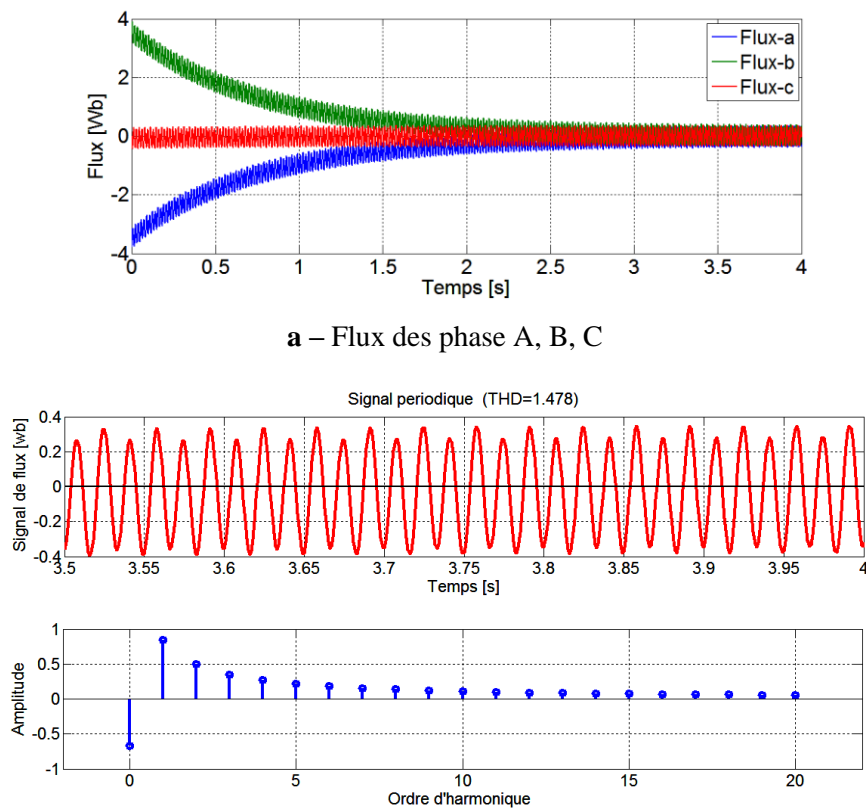 4
2
0
-2
-4
Flux [Wb]
Flux-a
Flux-b
Flux-c
0 0.5 1 1.5 2 2.5 3 3.5 4
Temps [s]
a – Flux des phase A, B, C
Signal periodique (THD=1.478)
0.4
0.2
0
-0.2
-0.4
Signal de flux [wb]
3.5 3.55 3.6 3.65 3.7 3.75 3.8 3.85 3.9 3.95 4
Temps [s]
1
0.5
0
-0.5
-1
Amplitude
0 5 10 15 20
Ordre d'harmonique